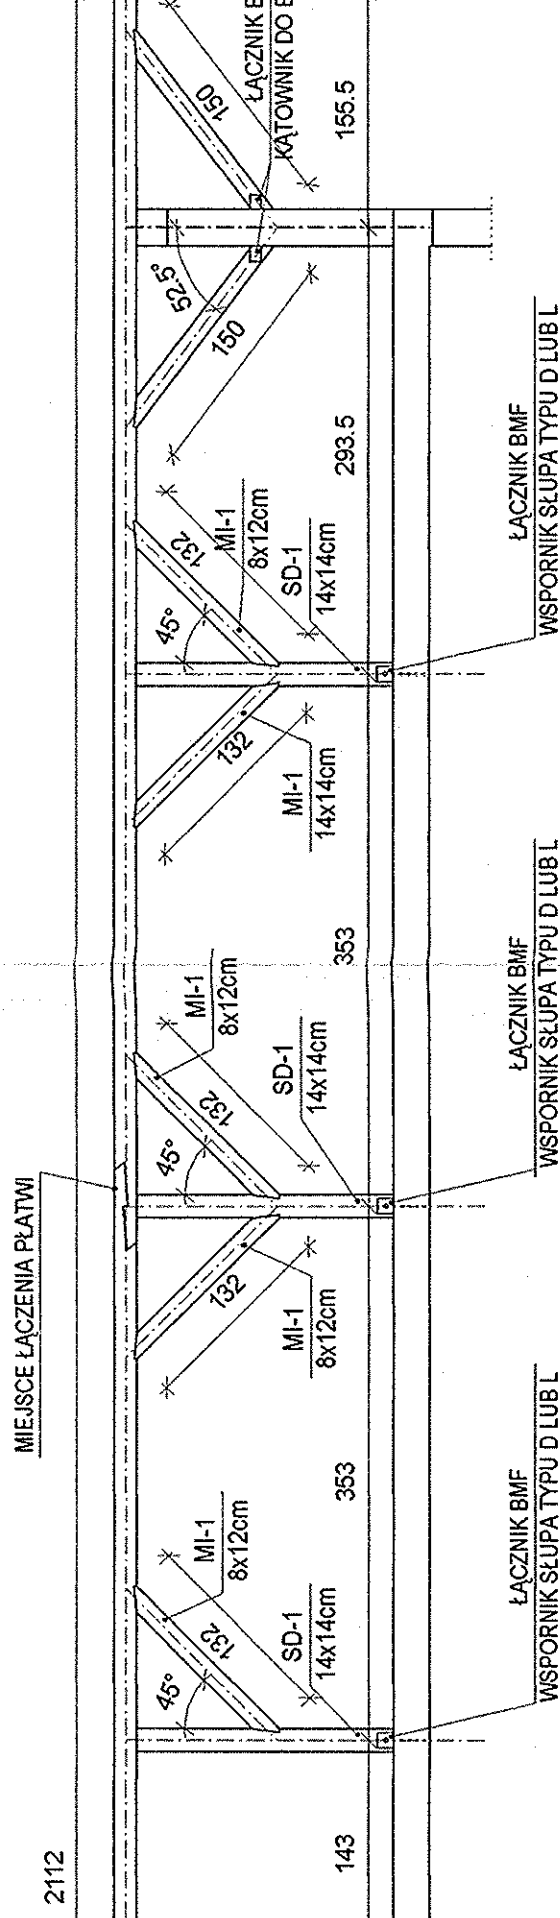 2112
MIEJSCE ŁĄCZENIA PŁATWI
45°
132
MI-1
8x12cm
SD-1
14x14cm
132
MI-1
8x12cm
45°
132
MI-1
8x12cm
SD-1
14x14cm
132
MI-1
14x14cm
45°
132
MI-1
8x12cm
SD-1
14x14cm
150
52.5°
150
ŁĄCZNIK B
KĄTOWNIK DO B
143
353
353
293.5
155.5
ŁĄCZNIK BMF
WSPORNIK SŁUPA TYPU D LUB L
ŁĄCZNIK BMF
WSPORNIK SŁUPA TYPU D LUB L
ŁĄCZNIK BMF
WSPORNIK SŁUPA TYPU D LUB L